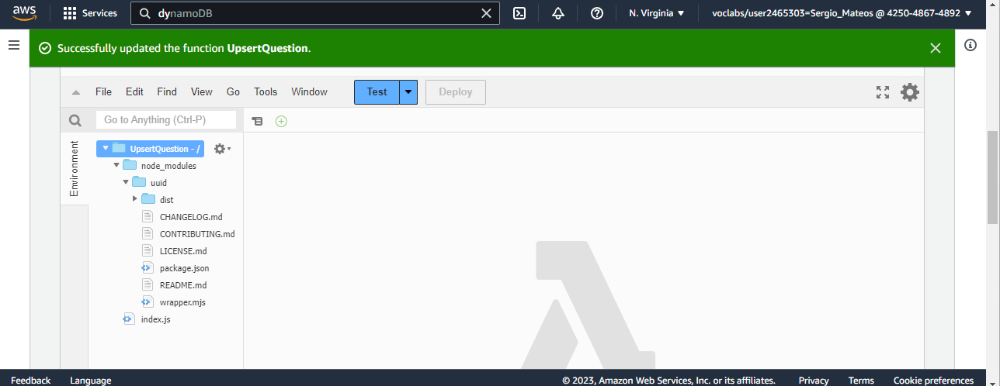 aws
Services
dynamoDB
N. Virginia
voclabs/user2465303=Sergio_Mateos @ 4250-4867-4892
Successfully updated the function UpsertQuestion.
File Edit Find View Go Tools Window Test Deploy
Go to Anything (Ctrl-P)
Environment
UpsertQuestion - /
node_modules
uuid
dist
CHANGELOG.md
CONTRIBUTING.md
LICENSE.md
package.json
README.md
wrapper.mjs
index.js
Feedback Language © 2023, Amazon Web Services, Inc. or its affiliates. Privacy Terms Cookie preferences